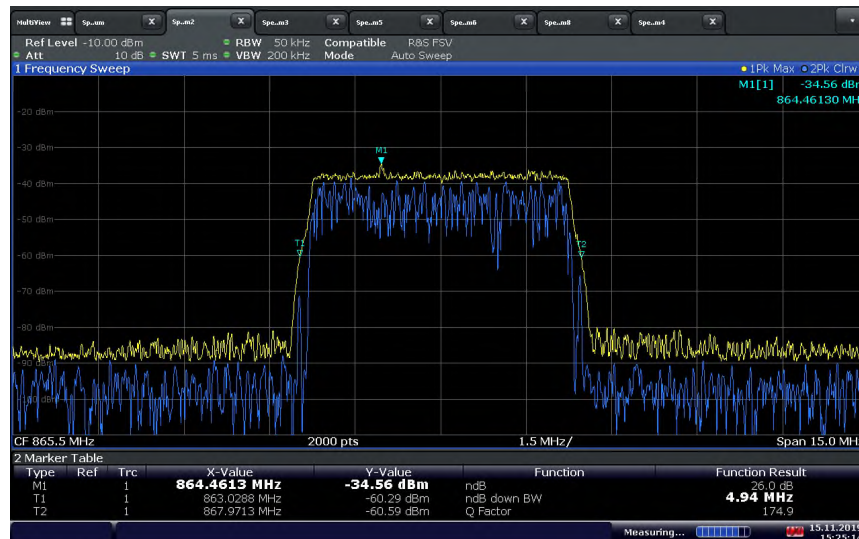 MultiView Sp..um X Sp..m2 X Spe..m3 X Spe..m5 X Spe..m6 X Spe..m8 X Spe..m4 X
Ref Level -10.00 dBm RBW 50 kHz Compatible R&S FSV
Att 10 dB SWT 5 ms VBW 200 kHz Mode Auto Sweep
1 Frequency Sweep 1Pk Max 2Pk Clrw
M1[1] -34.56 dBm
864.46130 MH
-20 dBm
-30 dBm
M1
-40 dBm
-50 dBm
T1 T2
-60 dBm
-70 dBm
-80 dBm
-90 dBm
-100 dBm
CF 865.5 MHz 2000 pts 1.5 MHz/ Span 15.0 MH
2 Marker Table
Type Ref Trc X-Value Y-Value Function Function Result
M1 1 864.4613 MHz -34.56 dBm ndB 26.0 dB
T1 1 863.0288 MHz -60.29 dBm ndB down BW 4.94 MHz
T2 1 867.9713 MHz -60.59 dBm Q Factor 174.9
Measuring... 15.11.2019
15:25:14